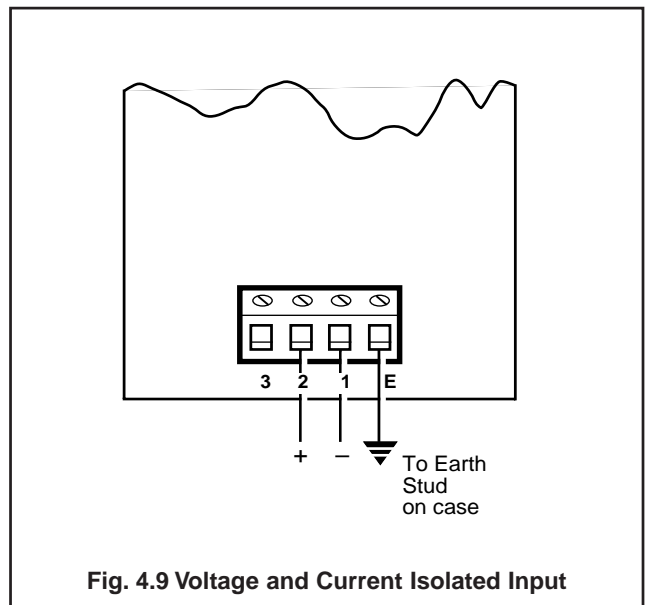 3 2 1 E
+ –
To Earth
Stud
on case
Fig. 4.9 Voltage and Current Isolated Input